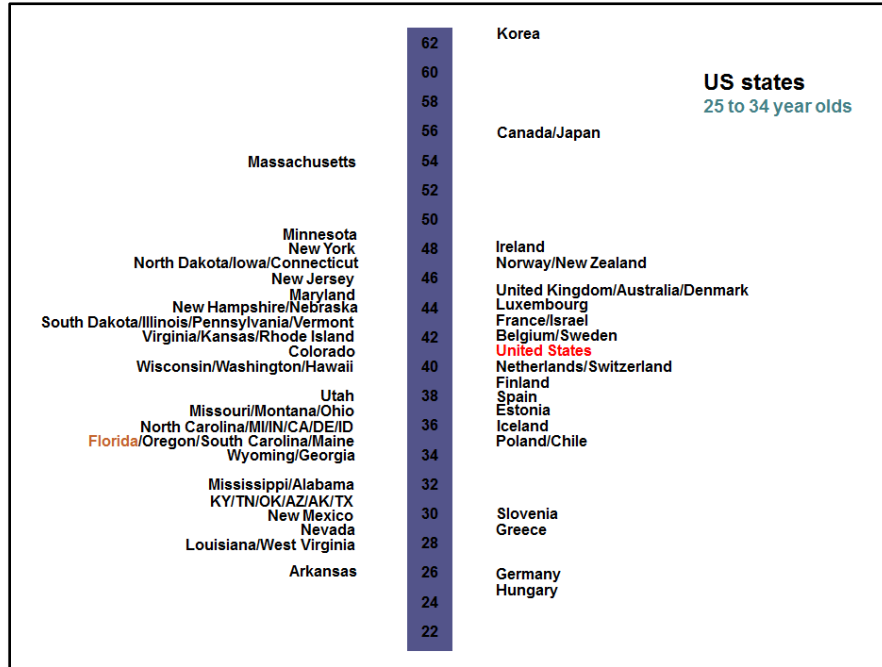 Korea
62
60
US states
58
25 to 34 year olds
56
Canada/Japan
Massachusetts
54
52
50
Minnesota
New York
48
Ireland
North Dakota/Iowa/Connecticut
Norway/New Zealand
New Jersey
46
Maryland
United Kingdom/Australia/Denmark
New Hampshire/Nebraska
44
Luxembourg
South Dakota/Illinois/Pennsylvania/Vermont
France/Israel
Virginia/Kansas/Rhode Island
42
Belgium/Sweden
Colorado
United States
Wisconsin/Washington/Hawaii
40
Netherlands/Switzerland
Finland
Utah
38
Spain
Missouri/Montana/Ohio
Estonia
North Carolina/MI/IN/CA/DE/ID
36
Iceland
Florida/Oregon/South Carolina/Maine
Poland/Chile
Wyoming/Georgia
34
Mississippi/Alabama
32
KY/TN/OK/AZ/AK/TX
New Mexico
30
Slovenia
Nevada
Greece
Louisiana/West Virginia
28
Arkansas
26
Germany
Hungary
24
22